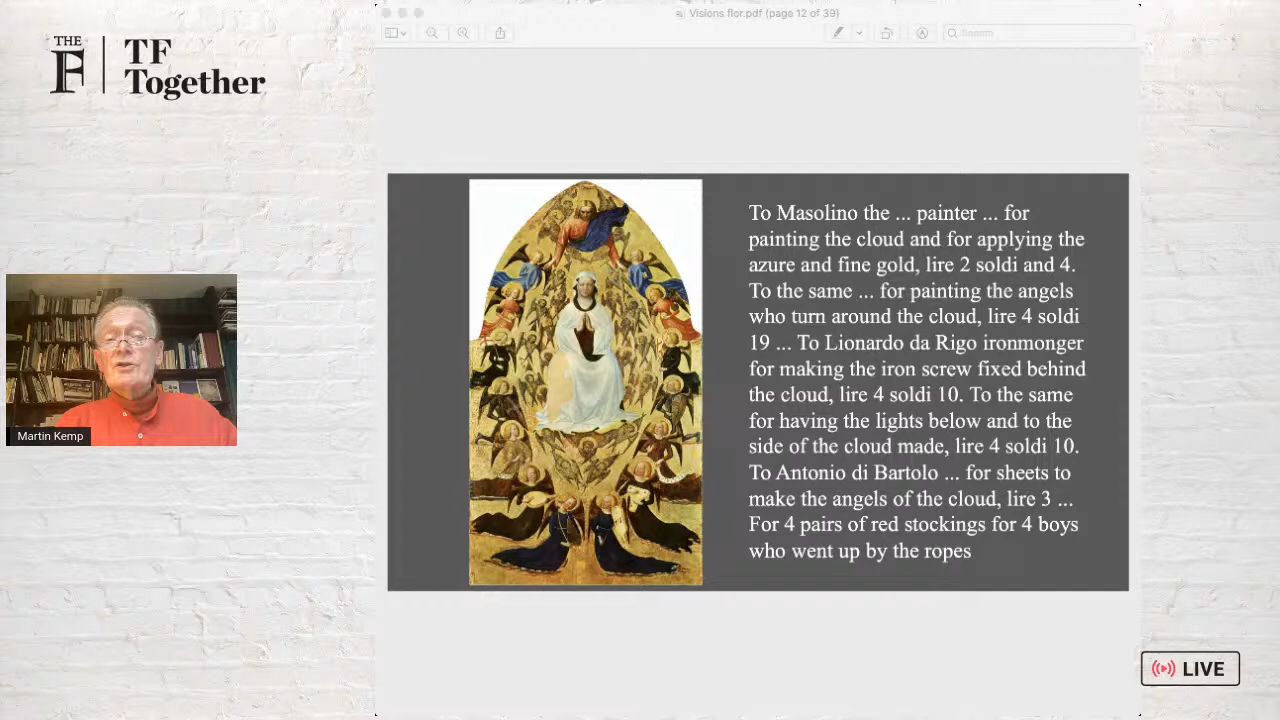 THE
F
TF
Together
Visions flor.pdf (page 12 of 39)
Search
To Masolino the ... painter ... for
painting the cloud and for applying the
azure and fine gold, lire 2 soldi and 4.
To the same ... for painting the angels
who turn around the cloud, lire 4 soldi
19 ... To Lionardo da Rigo ironmonger
for making the iron screw fixed behind
the cloud, lire 4 soldi 10. To the same
for having the lights below and to the
side of the cloud made, lire 4 soldi 10.
To Antonio di Bartolo ... for sheets to
make the angels of the cloud, lire 3 ...
For 4 pairs of red stockings for 4 boys
who went up by the ropes
Martin Kemp
LIVE